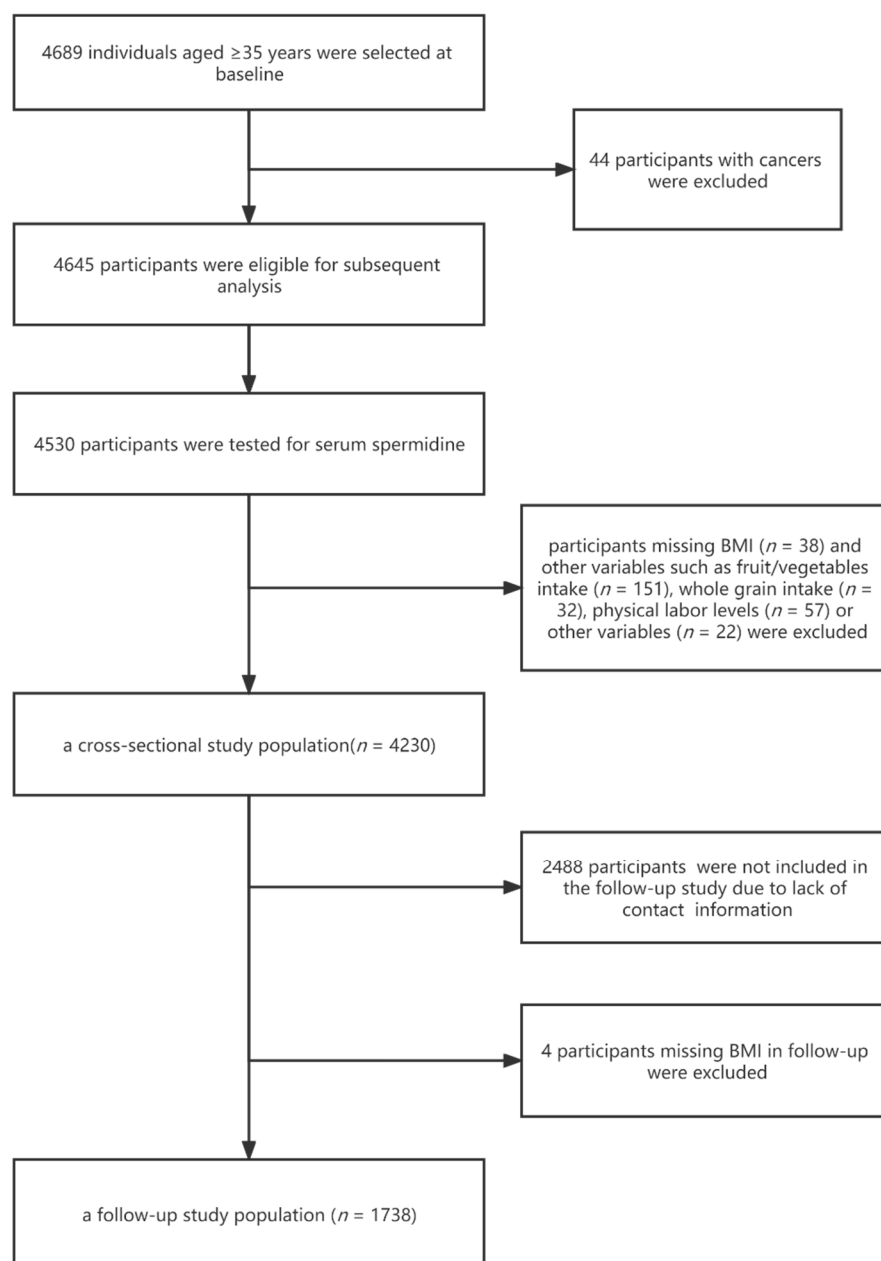 4689 individuals aged ≥35 years were selected at
baseline
44 participants with cancers
were excluded
4645 participants were eligible for subsequent
analysis
4530 participants were tested for serum spermidine
participants missing BMI (n = 38) and
other variables such as fruit/vegetables
intake (n = 151), whole grain intake (n =
32), physical labor levels (n = 57) or
other variables (n = 22) were excluded
a cross-sectional study population(n = 4230)
2488 participants were not included in
the follow-up study due to lack of
contact information
4 participants missing BMI in follow-up
were excluded
a follow-up study population (n = 1738)